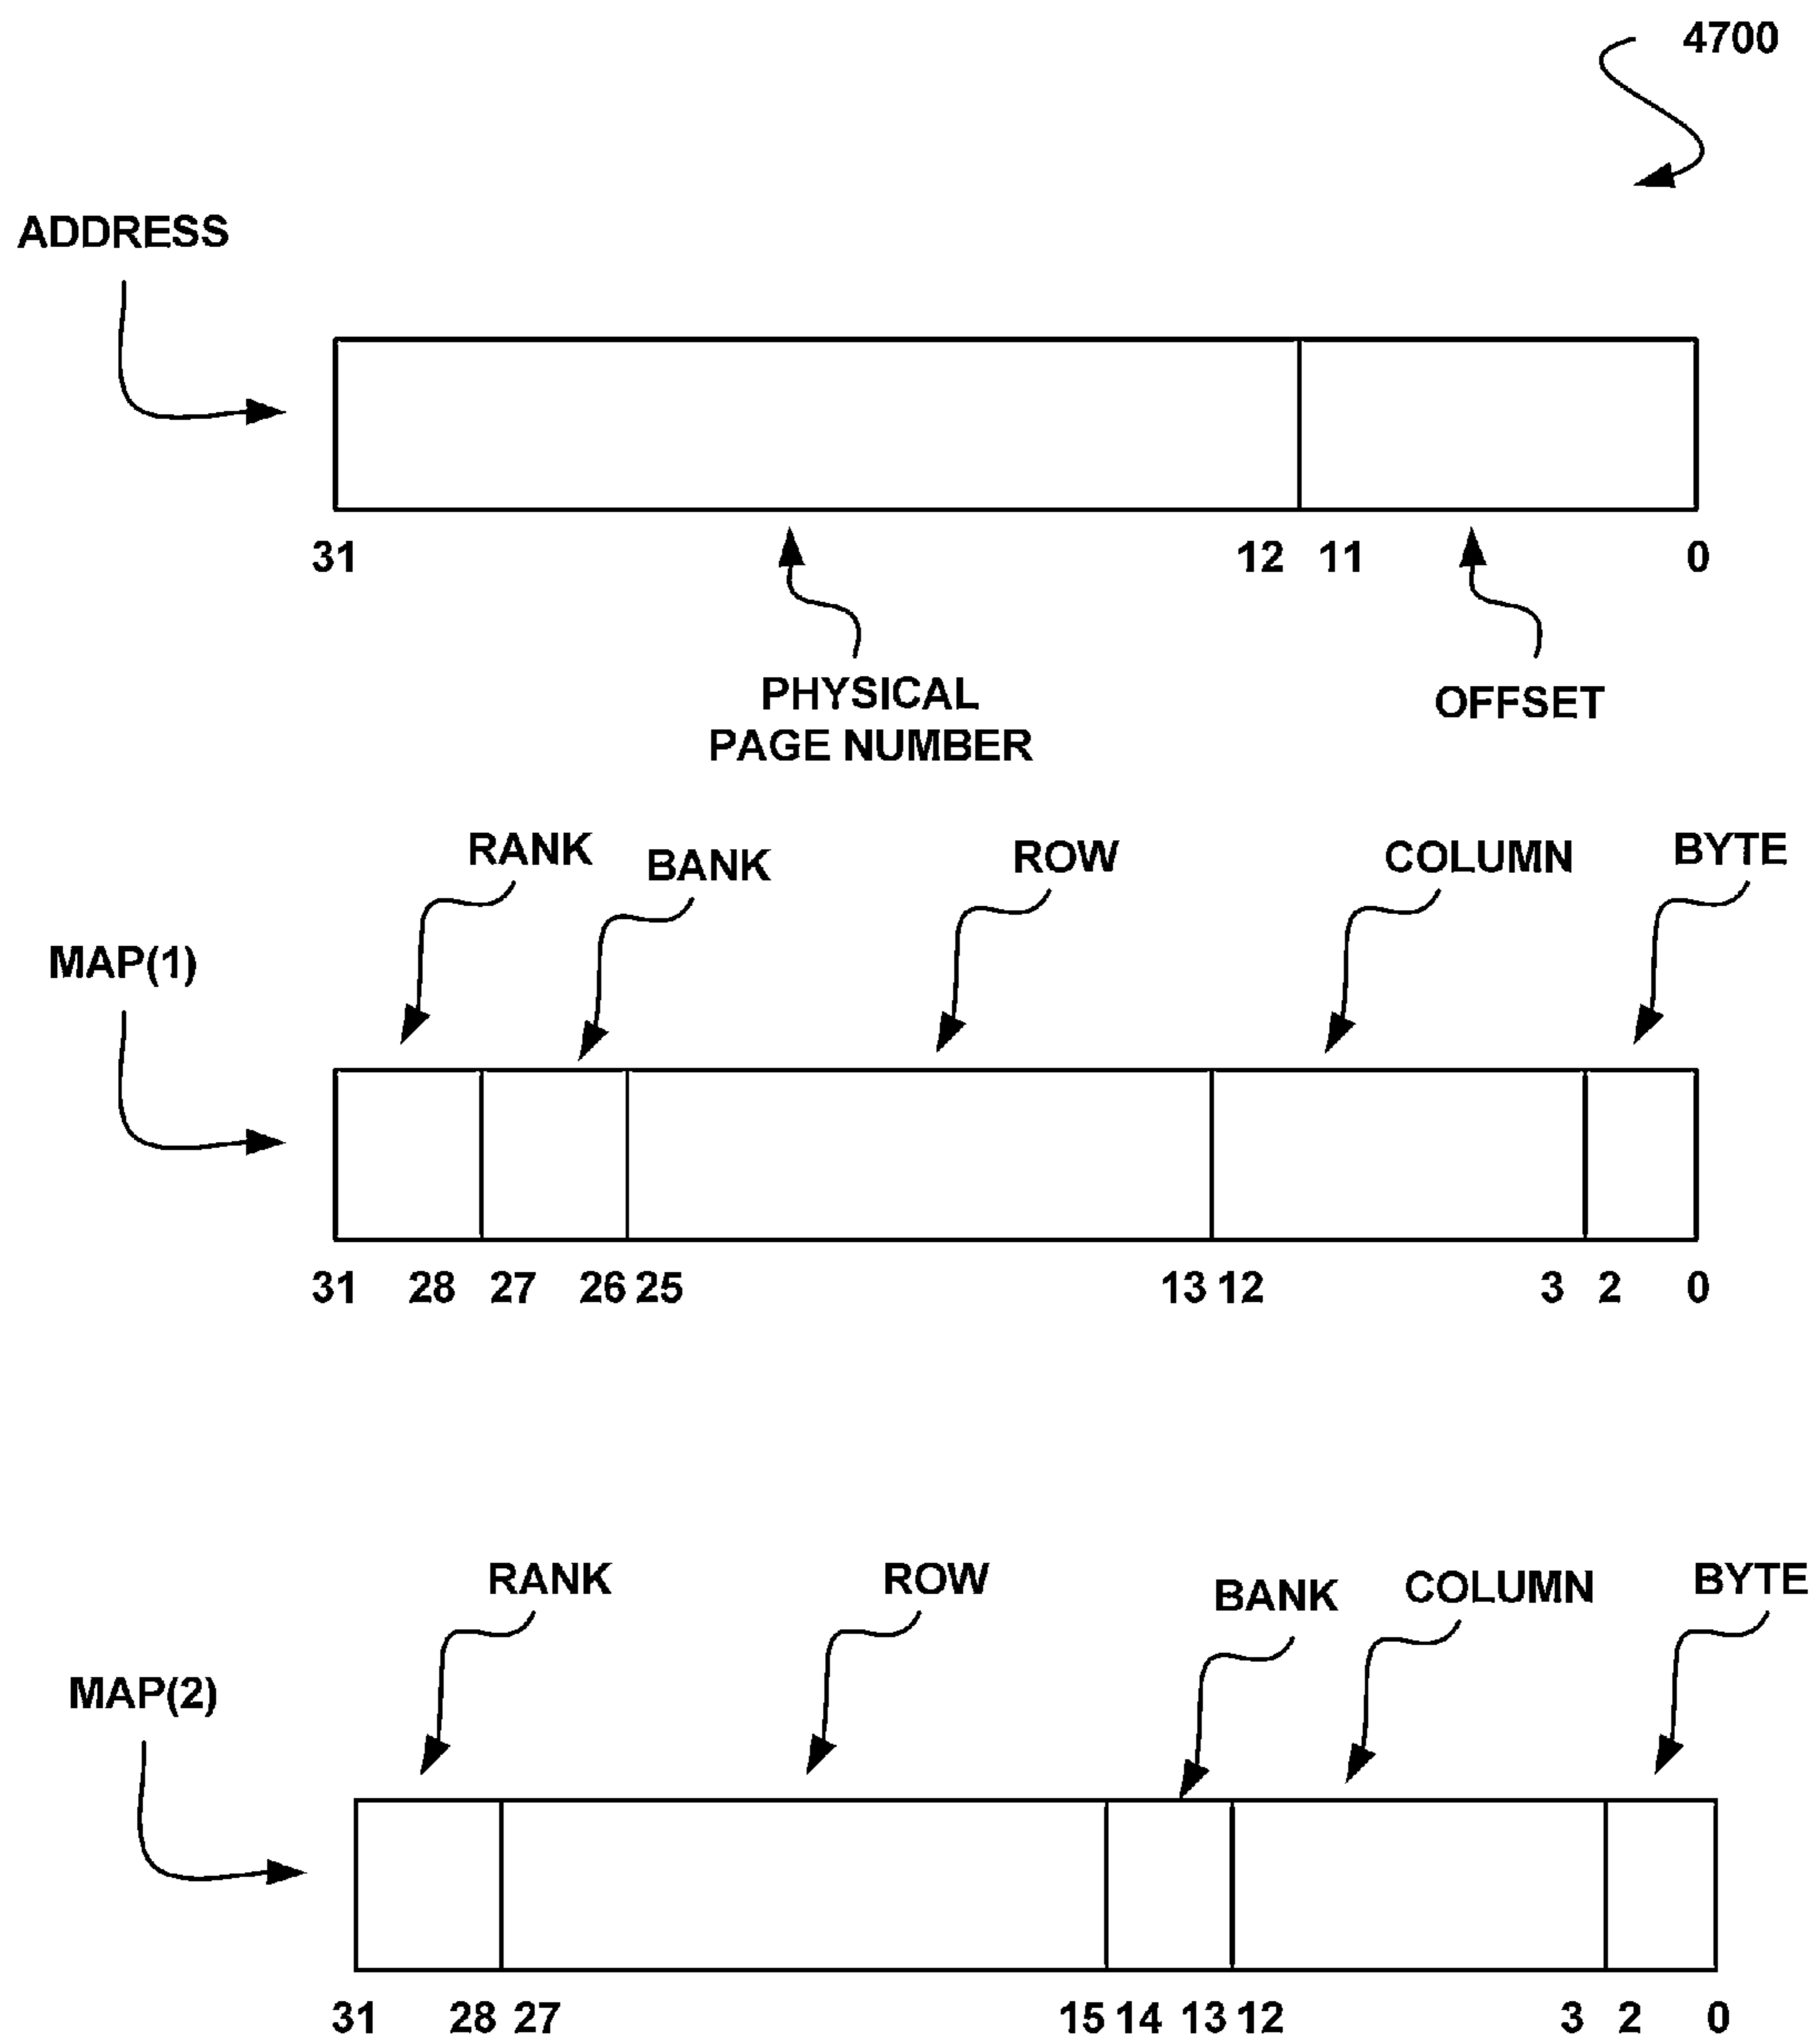 4700
ADDRESS
31 12 11 0
PHYSICAL
PAGE NUMBER
OFFSET
RANK BANK ROW COLUMN BYTE
MAP(1)
31 28 27 26 25 13 12 3 2 0
RANK ROW BANK COLUMN BYTE
MAP(2)
31 28 27 15 14 13 12 3 2 0